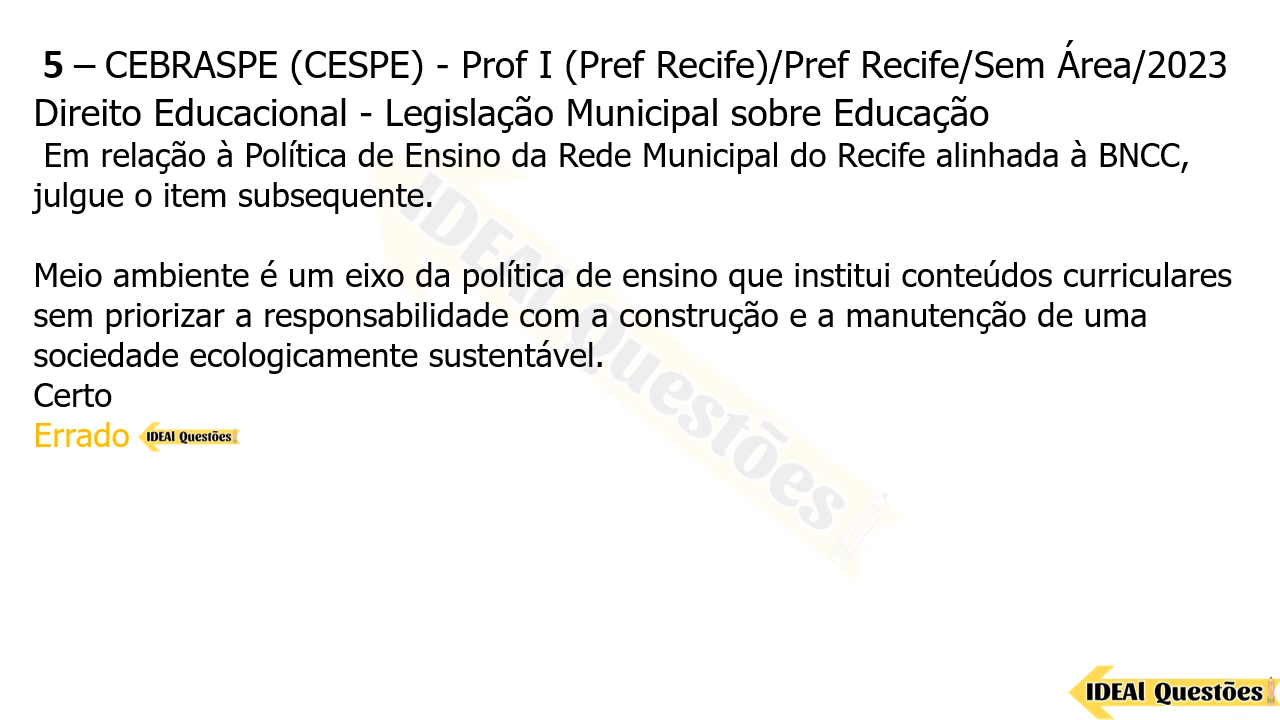 5 – CEBRASPE (CESPE) - Prof I (Pref Recife)/Pref Recife/Sem Área/2023
Direito Educacional - Legislação Municipal sobre Educação
Em relação à Política de Ensino da Rede Municipal do Recife alinhada à BNCC,
julgue o item subsequente.
Meio ambiente é um eixo da política de ensino que institui conteúdos curriculares
sem priorizar a responsabilidade com a construção e a manutenção de uma
sociedade ecologicamente sustentável.
Certo
Errado IDEAl Questões
IDEAl Questões
IDEAl Questões